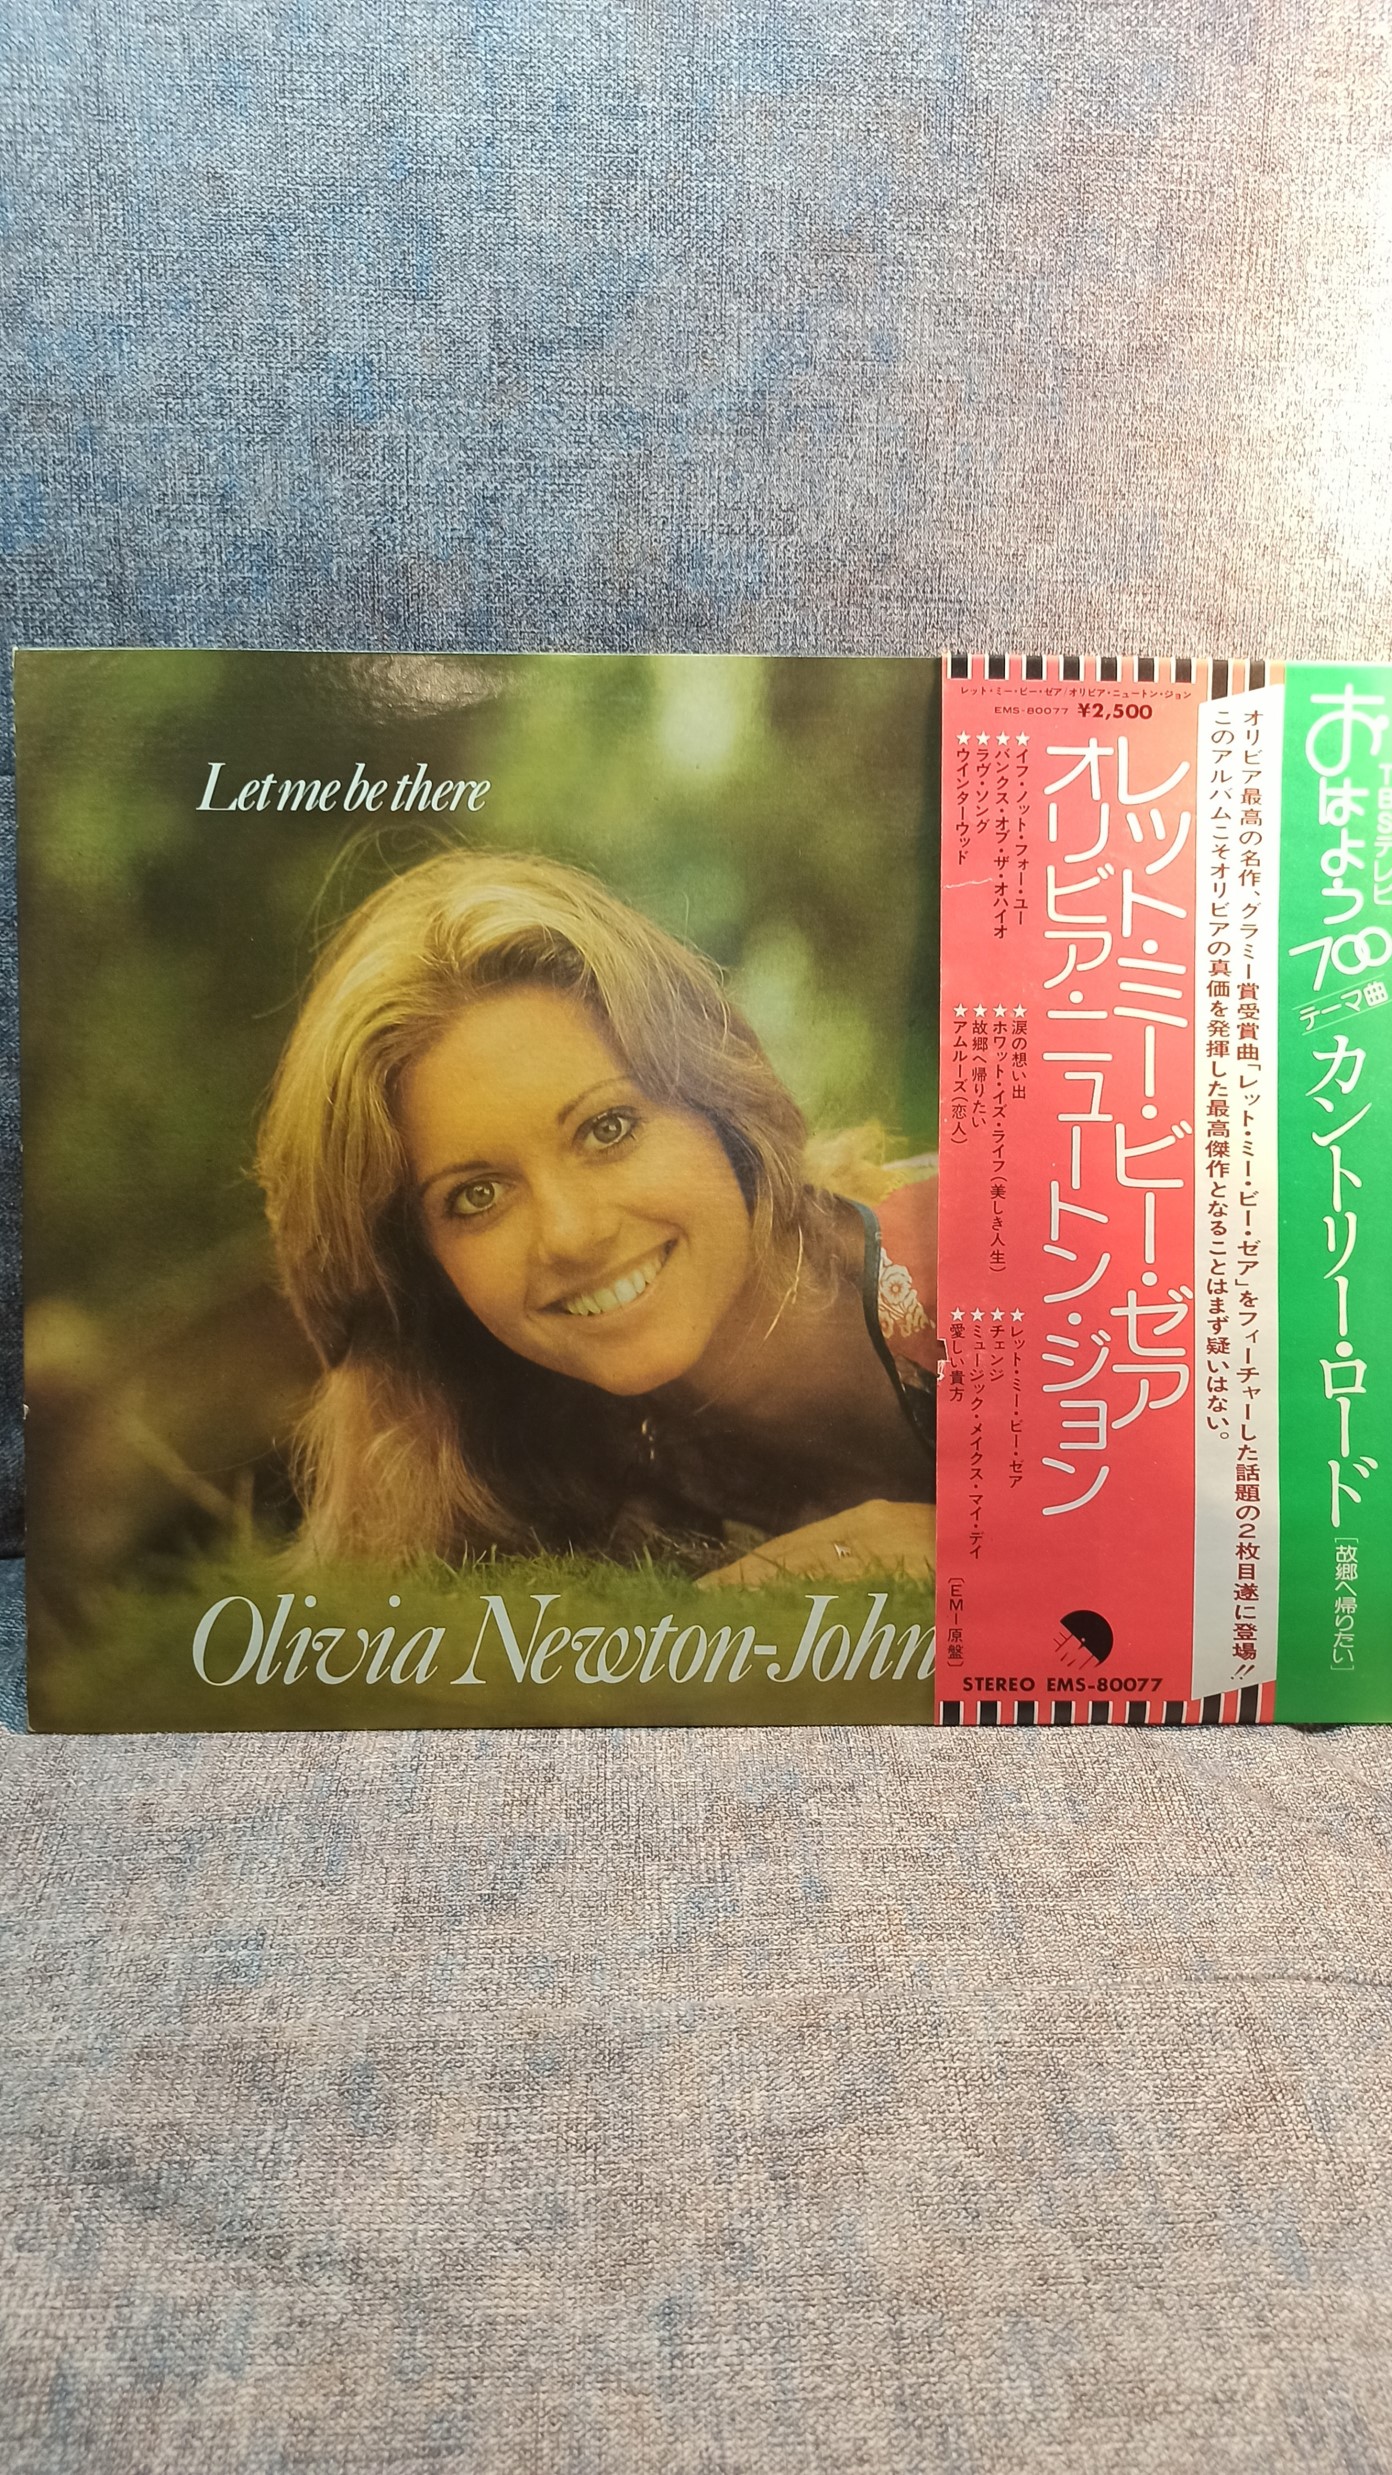 Let me be there
Olivia Newton-John
レット・ミー・ビー・ゼア/オリビア・ニュートン・ジョン
EMS-80077 ¥2,500
レット・ミー・ビー・ゼア
オリビア・ニュートン・ジョン
★イフ・ノット・フォー・ユー
★バンクス・オブ・ザ・オハイオ
★ラヴ・ソング
★ウインターウッド
★涙の想い出
★ホワット・イズ・ライフ(美しき人生)
★故郷へ帰りたい
★アムルーズ(恋人)
★レット・ミー・ビー・ゼア
★チェンジ
★ミュージック・メイクス・マイ・デイ
★愛しい貴方
[EMI原盤]
STEREO EMS-80077
オリビア最高の名作、グラミー賞受賞曲「レット・ミー・ビー・ゼア」をフィーチャーした話題の2枚目遂に登場!!
このアルバムこそオリビアの真価を発揮した最高傑作となることはまず疑いはない。
TBSテレビ
おはよう700
テーマ曲
カントリー・ロード
[故郷へ帰りたい]